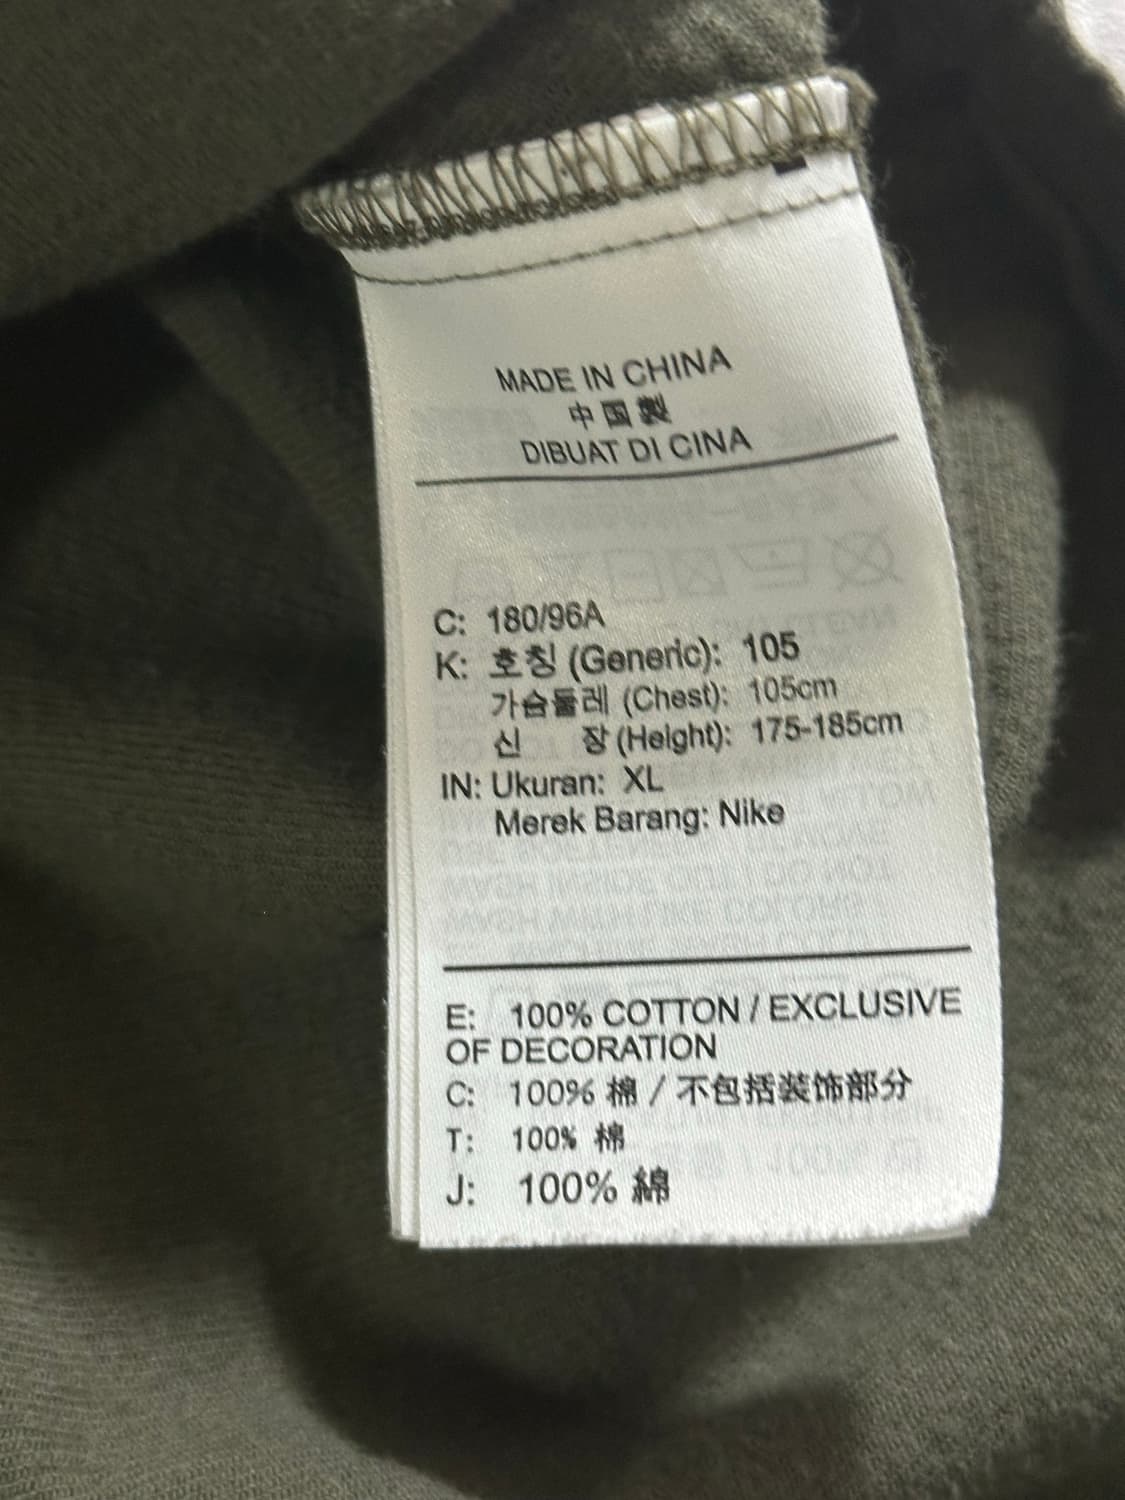 MADE IN CHINA
中国製
DIBUAT DI CINA
C: 180/96A
K: 호칭 (Generic): 105
가슴둘레 (Chest): 105cm
신 장 (Height): 175-185cm
IN: Ukuran: XL
Merek Barang: Nike
E: 100% COTTON / EXCLUSIVE
OF DECORATION
C: 100% 棉 / 不包括装饰部分
T: 100% 棉
J: 100% 綿